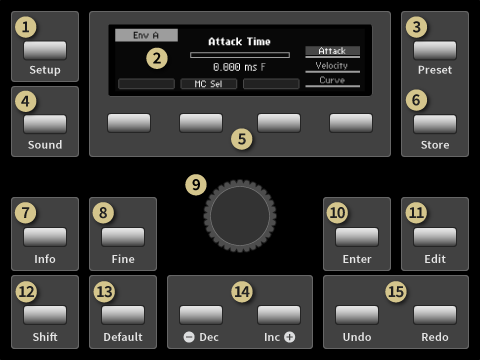 1
Setup
Env A
2
Attack Time
0.000 ms F
Attack
Velocity
Curve
MC Sel
3
Preset
4
Sound
5
6
Store
7
Info
8
Fine
9
10
Enter
11
Edit
12
Shift
13
Default
14
− Dec
Inc +
15
Undo
Redo